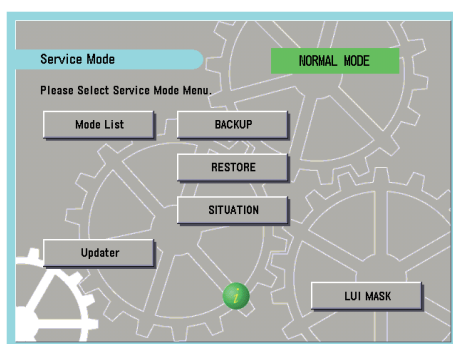 Service Mode
NORMAL MODE
Please Select Service Mode Menu.
Mode List
BACKUP
RESTORE
SITUATION
Updater
i
LUI MASK